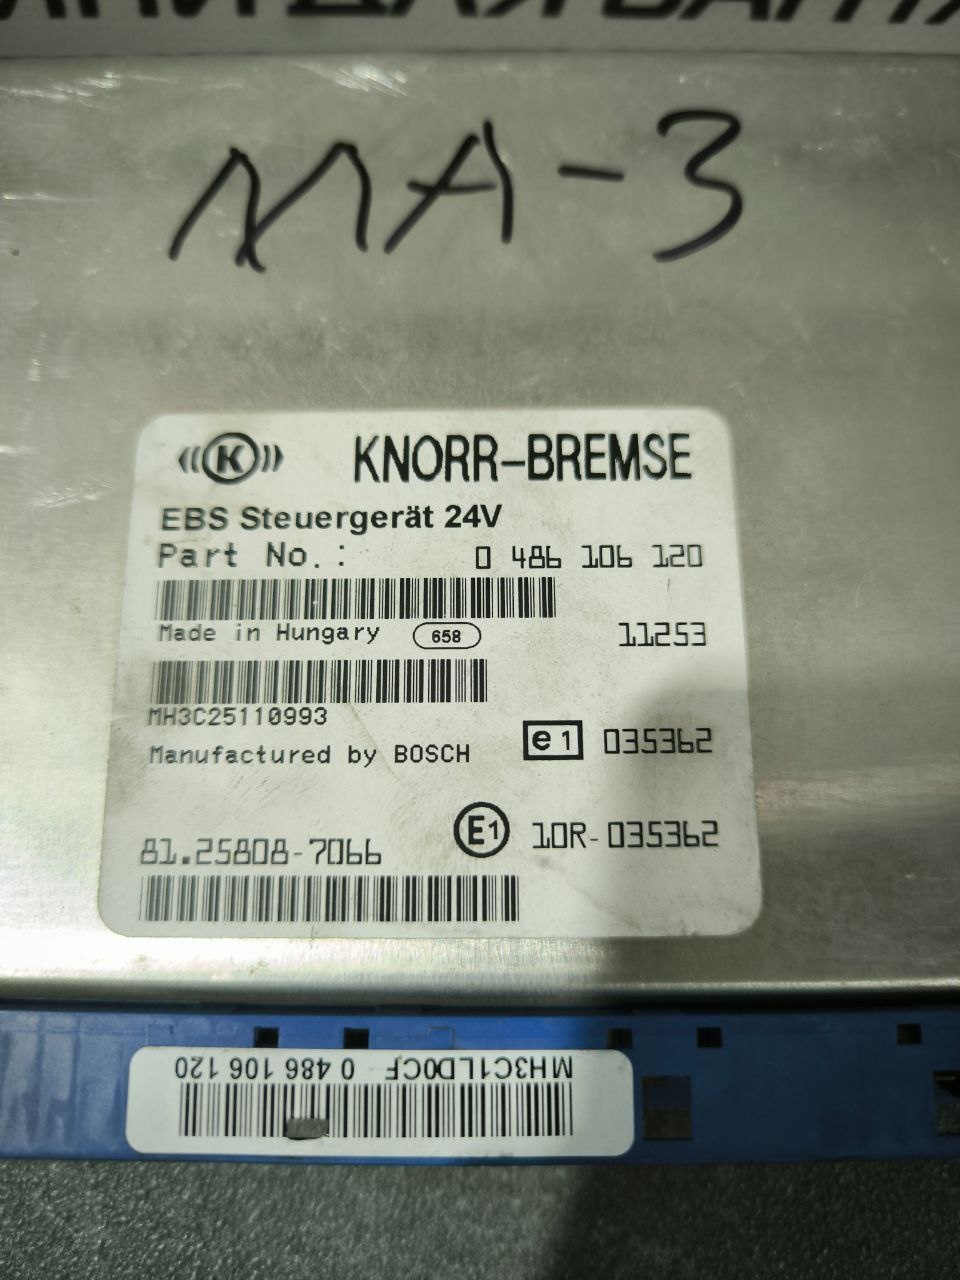 МА-3
K KNORR-BREMSE
EBS Steuergerät 24V
Part No.: 0 486 106 120
Made in Hungary 658 11253
MH3C25110993
Manufactured by BOSCH e1 035362
81.25808-7066 E1 10R-035362
MH3C1LD0CF 0 486 106 120